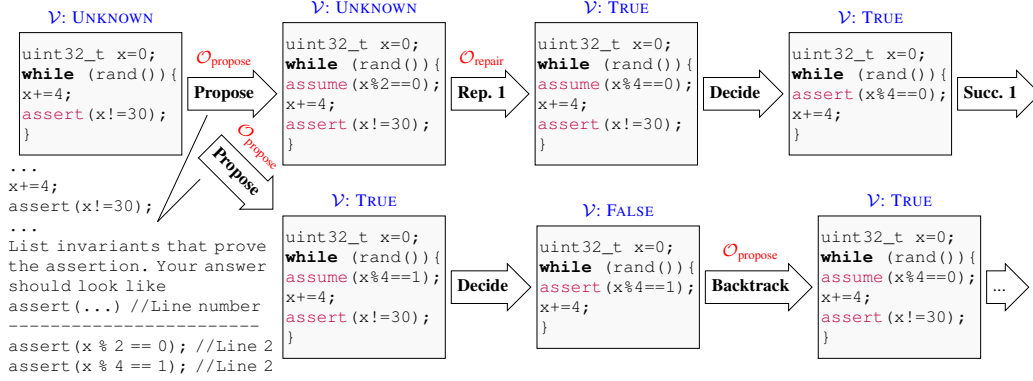 𝒱: UNKNOWN
uint32_t x=0;
while (rand()){
x+=4;
assert(x!=30);
}
𝒪propose
Propose
𝒱: UNKNOWN
uint32_t x=0;
while (rand()){
assume(x%2==0);
x+=4;
assert(x!=30);
}
𝒪repair
Rep. 1
𝒱: TRUE
uint32_t x=0;
while (rand()){
assume(x%4==0);
x+=4;
assert(x!=30);
}
Decide
𝒱: TRUE
uint32_t x=0;
while (rand()){
assert(x%4==0);
x+=4;
}
Succ. 1
...
x+=4;
assert(x!=30);
...
List invariants that prove
the assertion. Your answer
should look like
assert(...) //Line number
-------------------------
assert(x % 2 == 0); //Line 2
assert(x % 4 == 1); //Line 2
𝒪propose
Propose
𝒱: TRUE
uint32_t x=0;
while (rand()){
assume(x%4==1);
x+=4;
assert(x!=30);
}
Decide
𝒱: FALSE
uint32_t x=0;
while (rand()){
assert(x%4==1);
x+=4;
}
𝒪propose
Backtrack
𝒱: TRUE
uint32_t x=0;
while (rand()){
assume(x%4==0);
x+=4;
assert(x!=30);
}
...